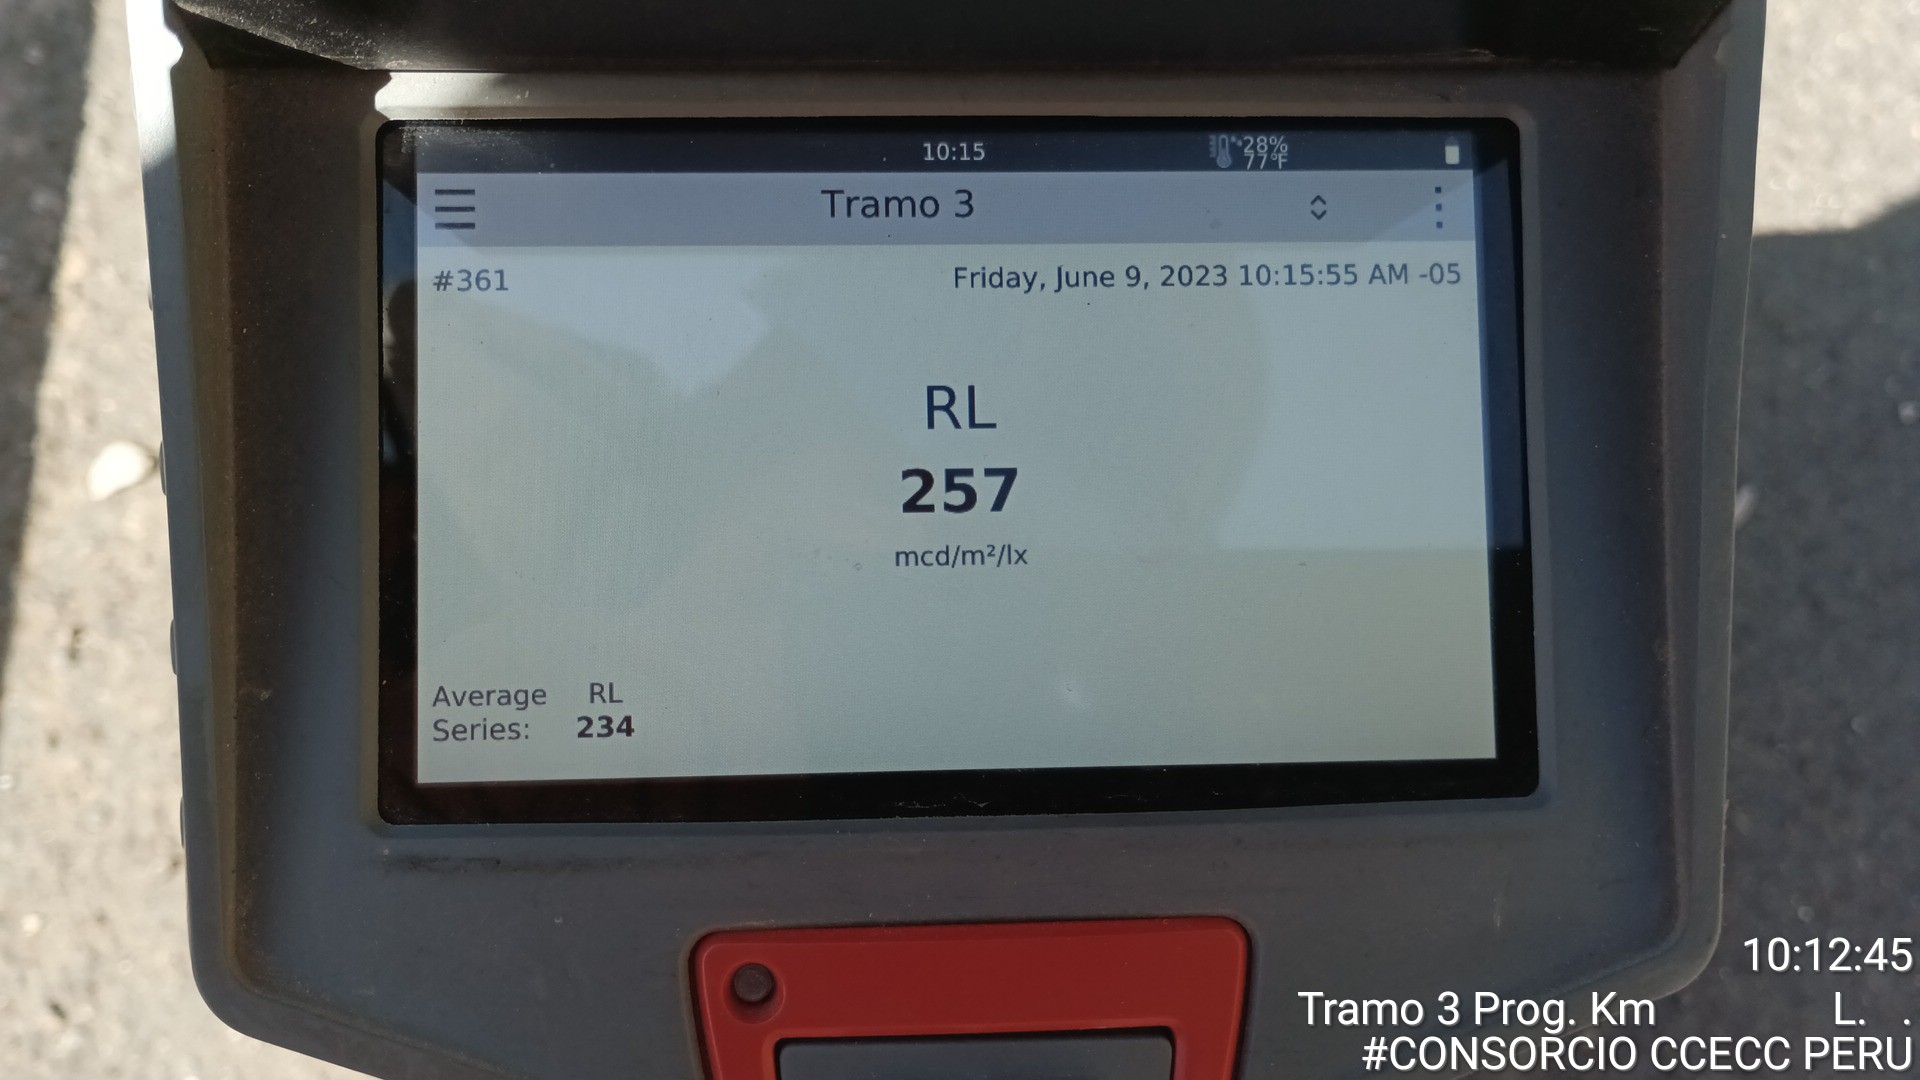 10:15
28%
77°F
Tramo 3
#361
Friday, June 9, 2023 10:15:55 AM -05
RL
257
mcd/m²/lx
Average RL
Series: 234
10:12:45
Tramo 3 Prog. Km L. .
#CONSORCIO CCECC PERU